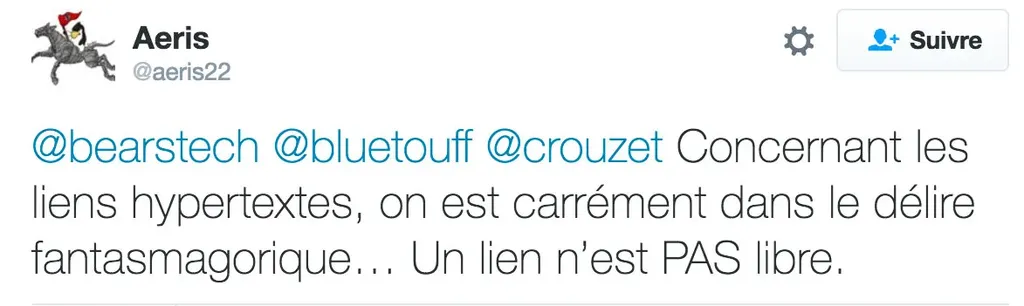 Aeris
@aeris22
Suivre
@bearstech @bluetouff @crouzet Concernant les
liens hypertextes, on est carrément dans le délire
fantasmagorique… Un lien n’est PAS libre.